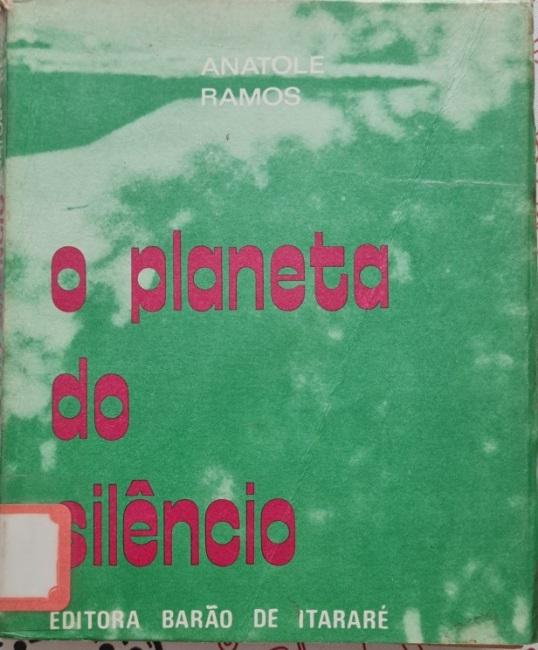 ANATOLE
RAMOS
o planeta
do
silêncio
EDITORA BARÃO DE ITARARÉ